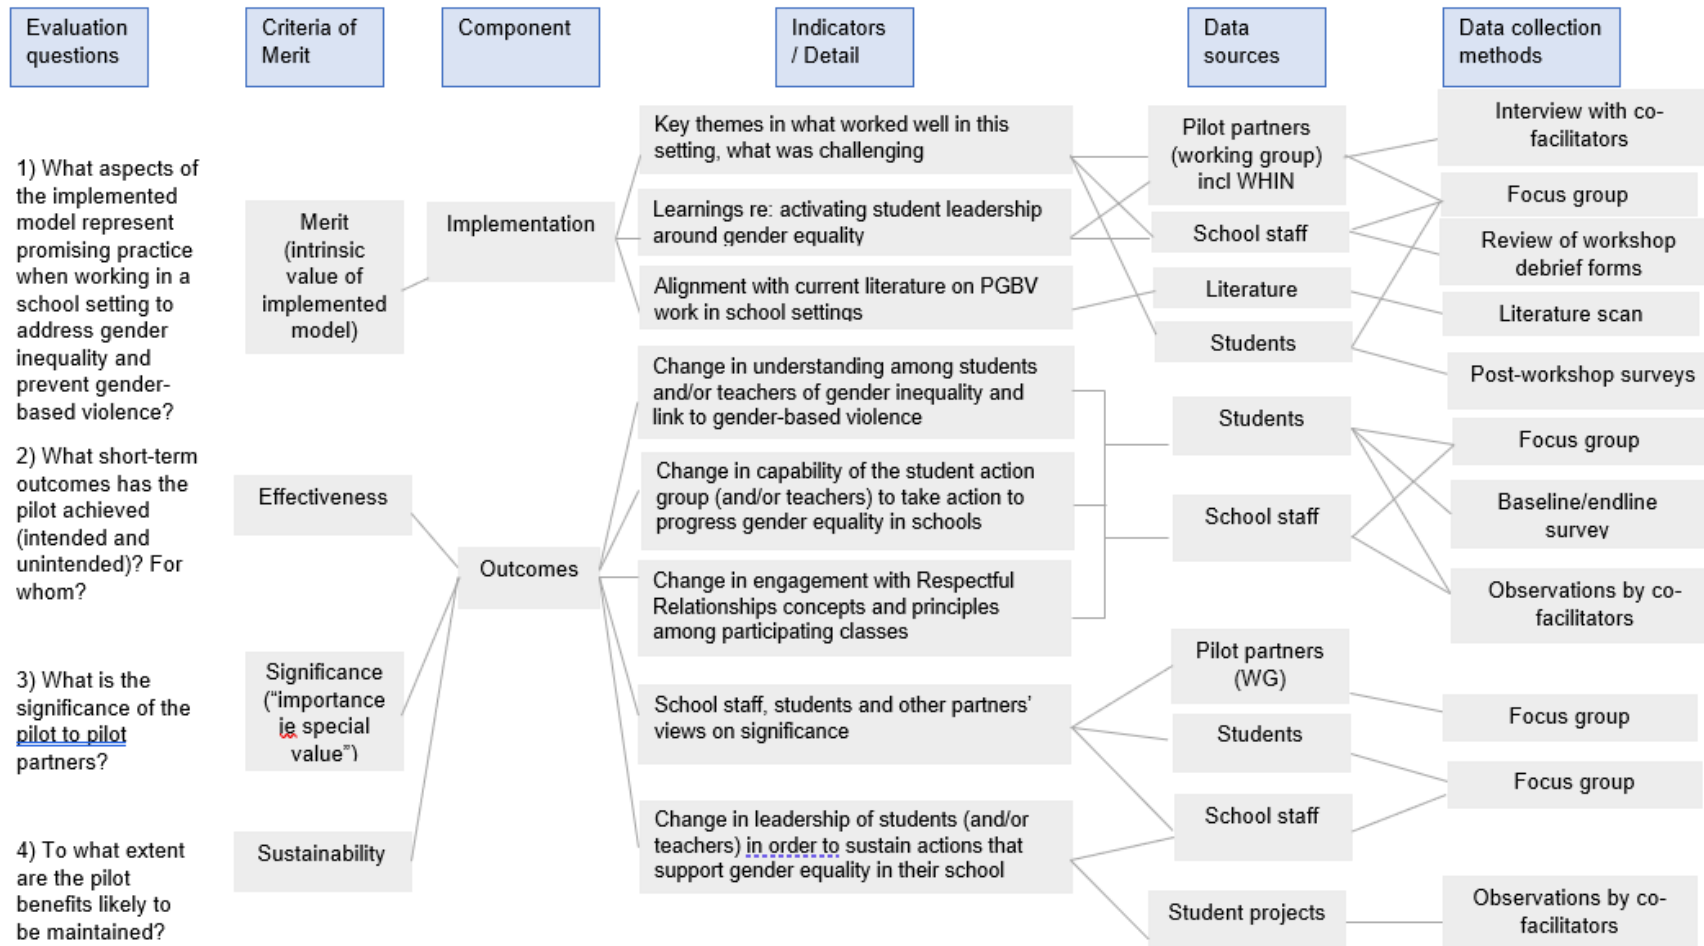 Evaluation
questions
Criteria of
Merit
Component
Indicators
/ Detail
Data
sources
Data collection
methods
1) What aspects of
the implemented
model represent
promising practice
when working in a
school setting to
address gender
inequality and
prevent gender-
based violence?
2) What short-term
outcomes has the
pilot achieved
(intended and
unintended)? For
whom?
3) What is the
significance of the
pilot to pilot
partners?
4) To what extent
are the pilot
benefits likely to
be maintained?
Merit
(intrinsic
value of
implemented
model)
Effectiveness
Significance
("importance
ie special
value")
Sustainability
Implementation
Outcomes
Key themes in what worked well in this
setting, what was challenging
Learnings re: activating student leadership
around gender equality
Alignment with current literature on PGBV
work in school settings
Change in understanding among students
and/or teachers of gender inequality and
link to gender-based violence
Change in capability of the student action
group (and/or teachers) to take action to
progress gender equality in schools
Change in engagement with Respectful
Relationships concepts and principles
among participating classes
School staff, students and other partners'
views on significance
Change in leadership of students (and/or
teachers) in order to sustain actions that
support gender equality in their school
Pilot partners
(working group)
incl WHIN
School staff
Literature
Students
Students
School staff
Pilot partners
(WG)
Students
School staff
Student projects
Interview with co-
facilitators
Focus group
Review of workshop
debrief forms
Literature scan
Post-workshop surveys
Focus group
Baseline/endline
survey
Observations by co-
facilitators
Focus group
Focus group
Observations by co-
facilitators